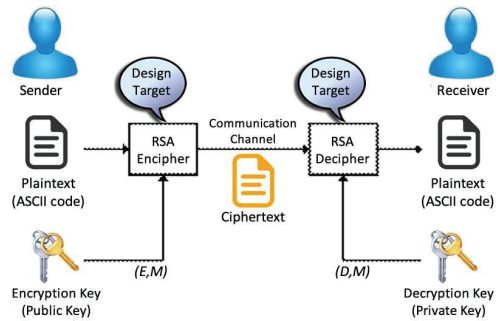 Sender
Design
Target
Design
Target
Receiver
RSA
Encipher
Communication
Channel
RSA
Decipher
Plaintext
(ASCII code)
Ciphertext
Plaintext
(ASCII code)
(E,M)
(D,M)
Encryption Key
(Public Key)
Decryption Key
(Private Key)